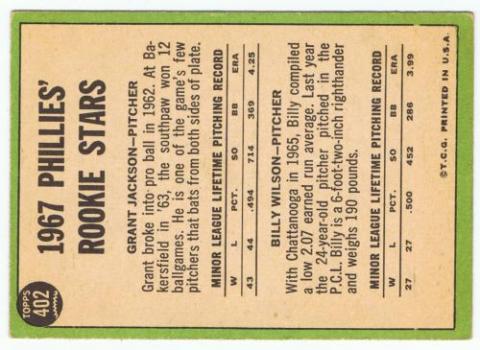 TOPPS
402
1967 PHILLIES'
ROOKIE STARS
GRANT JACKSON—PITCHER
Grant broke into pro ball in 1962. At Ba-
kersfield in '63, the southpaw won 12
ballgames. He is one of the game's few
pitchers that bats from both sides of plate.
MINOR LEAGUE LIFETIME PITCHING RECORD
W L PCT. SO BB ERA
43 44 .494 714 369 4.25
BILLY WILSON—PITCHER
With Chattanooga in 1965, Billy compiled
a low 2.07 earned run average. Last year
the 24-year-old pitcher pitched in the
P.C.L. Billy is a 6-foot-two-inch righthander
and weighs 190 pounds.
MINOR LEAGUE LIFETIME PITCHING RECORD
W L PCT. SO BB ERA
27 27 .500 452 286 3.99
©T.C.G. PRINTED IN U.S.A.